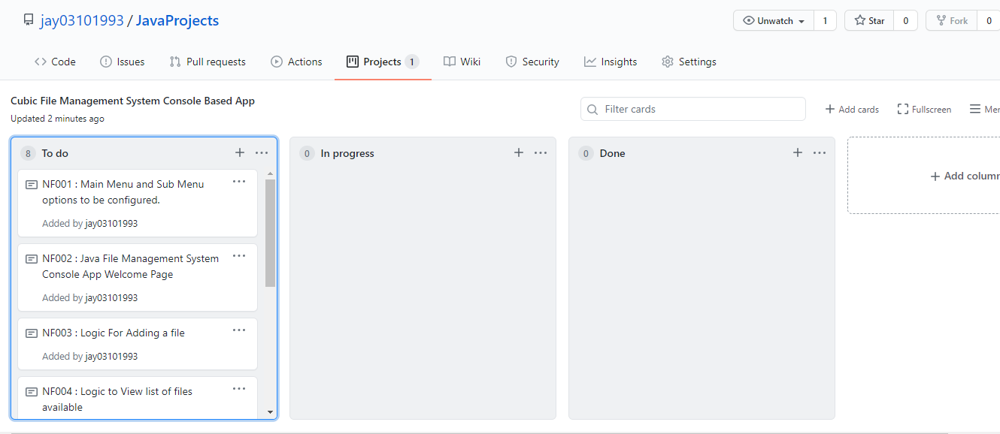 jay03101993 / JavaProjects
Unwatch 1 Star 0 Fork 0
Code Issues Pull requests Actions Projects 1 Wiki Security Insights Settings
Cubic File Management System Console Based App
Updated 2 minutes ago
Filter cards
Add cards Fullscreen
8 To do
NF001 : Main Menu and Sub Menu
options to be configured.
Added by jay03101993
NF002 : Java File Management System
Console App Welcome Page
Added by jay03101993
NF003 : Logic For Adding a file
Added by jay03101993
NF004 : Logic to View list of files
available
0 In progress
0 Done
Add column